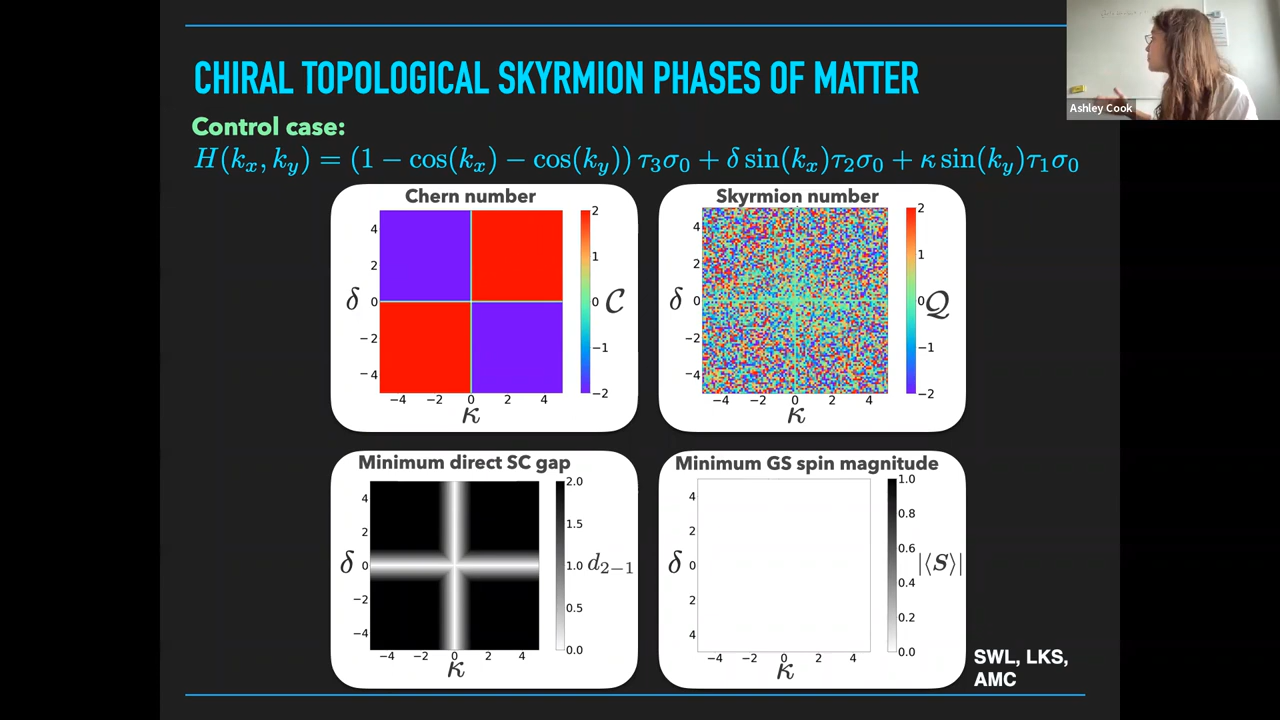 CHIRAL TOPOLOGICAL SKYRMION PHASES OF MATTER
Ashley Cook
Control case:
H(kₓ, k_y) = (1 − cos(kₓ) − cos(k_y)) τ₃σ₀ + δ sin(kₓ)τ₂σ₀ + κ sin(k_y)τ₁σ₀
Chern number
4
2
0
−2
−4
δ
−4 −2 0 2 4
κ
2
1
0
−1
−2
C
Skyrmion number
4
2
0
−2
−4
δ
−4 −2 0 2 4
κ
2
1
0
−1
−2
Q
Minimum direct SC gap
4
2
0
−2
−4
δ
−4 −2 0 2 4
κ
2.0
1.5
1.0
0.5
0.0
d₂₋₁
Minimum GS spin magnitude
4
2
0
2
4
δ
−4 −2 0 2 4
κ
1.0
0.8
0.6
0.4
0.2
0.0
|⟨S⟩|
SWL, LKS,
AMC